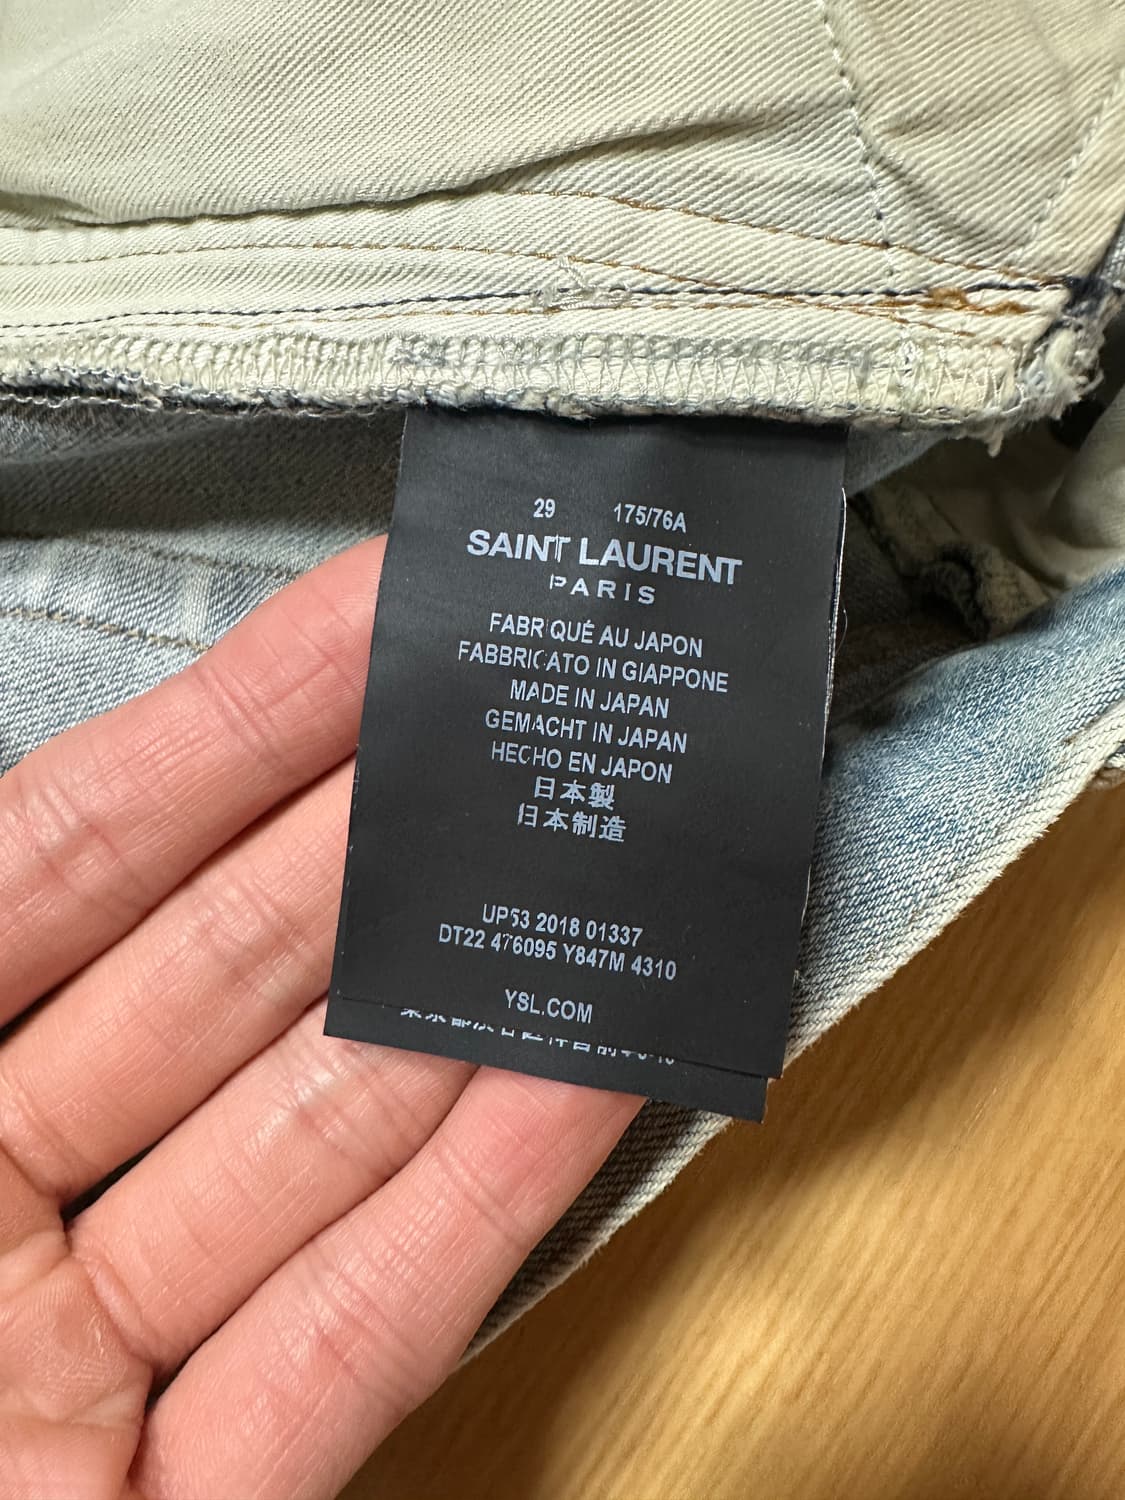 29 175/76A
SAINT LAURENT
PARIS
FABRIQUÉ AU JAPON
FABBRICATO IN GIAPPONE
MADE IN JAPAN
GEMACHT IN JAPAN
HECHO EN JAPON
日本製
日本制造
UP53 2018 01337
DT22 476095 Y847M 4310
YSL.COM